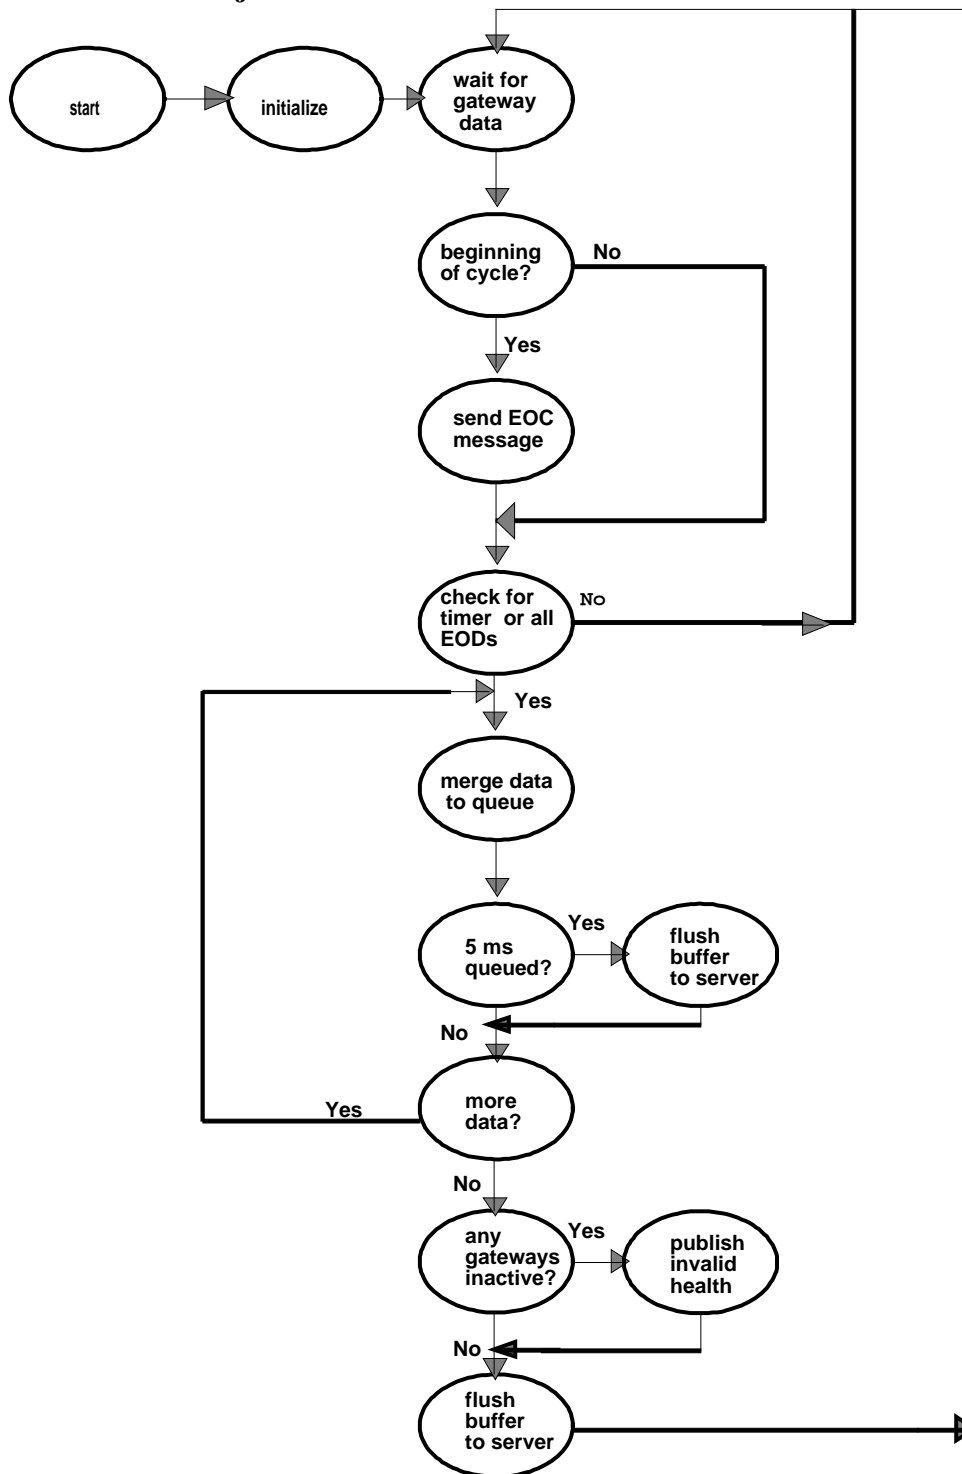 wait for
gateway
data
start
initialize
beginning
of cycle?
No
Yes
send EOC
message
check for
timer or all
EODs
No
Yes
merge data
to queue
5 ms
queued?
Yes
flush
buffer
to server
No
more
data?
Yes
No
any
gateways
inactive?
Yes
publish
invalid
health
No
flush
buffer
to server